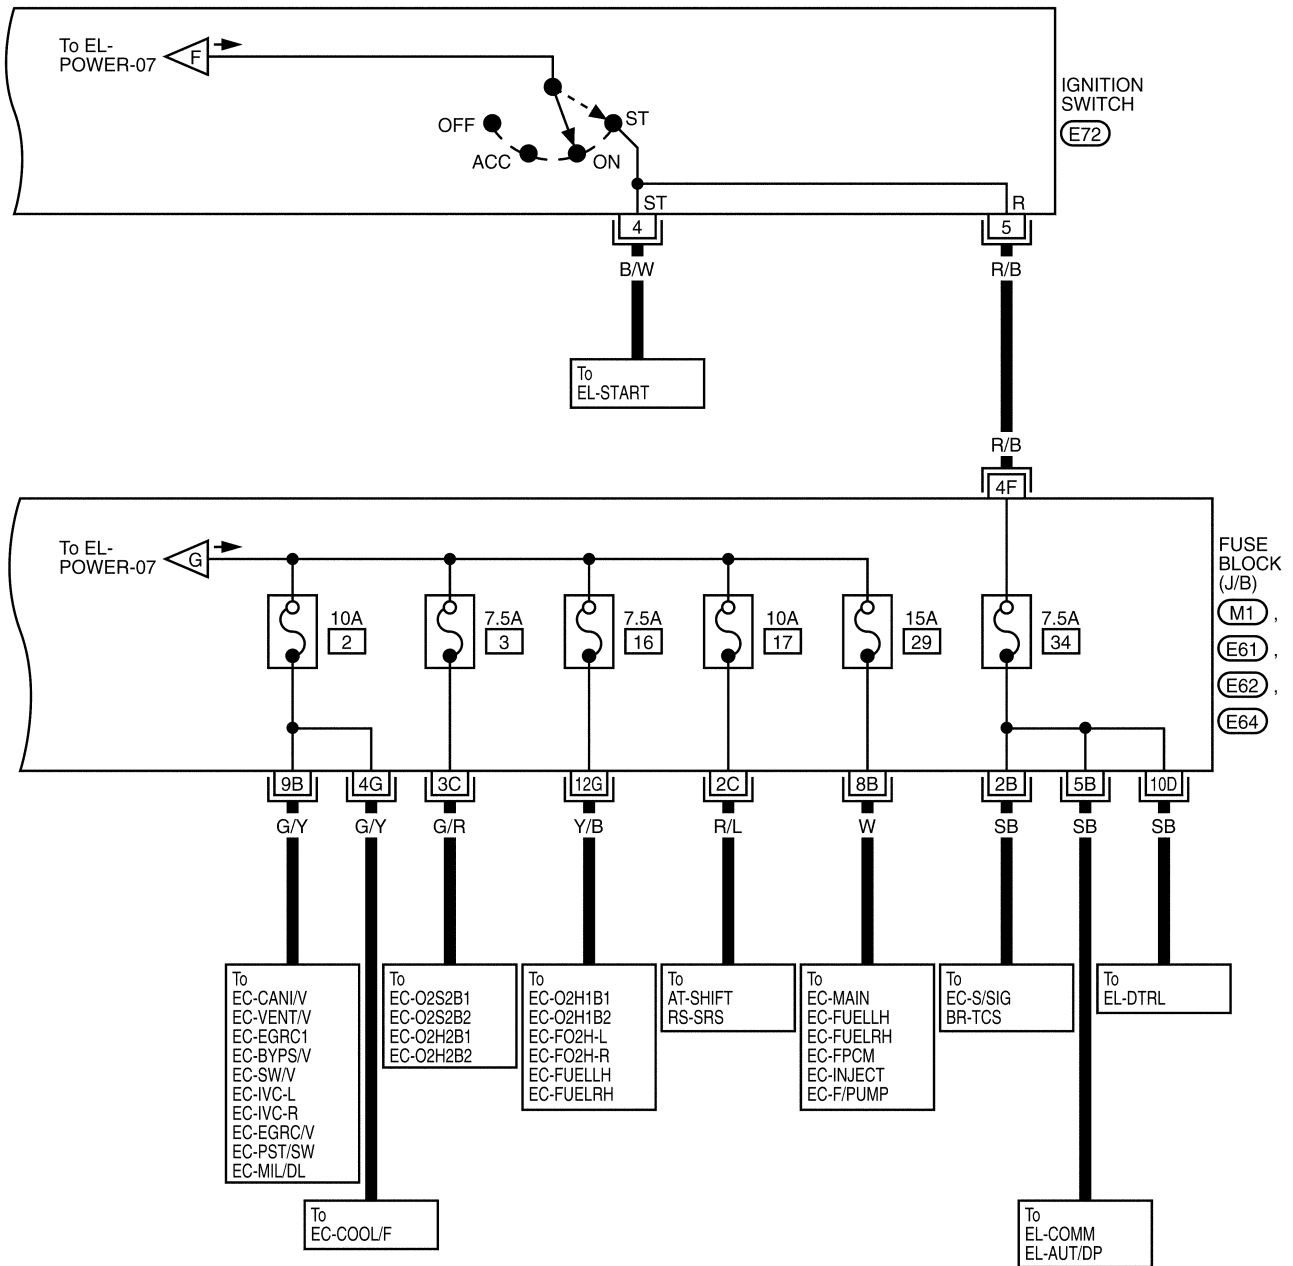 To EL-
POWER-07
F
OFF
ACC
ON
ST
IGNITION
SWITCH
E72
ST
R
4
5
B/W
R/B
To
EL-START
R/B
4F
To EL-
POWER-07
G
10A
2
7.5A
3
7.5A
16
10A
17
15A
29
7.5A
34
FUSE
BLOCK
(J/B)
M1 ,
E61 ,
E62 ,
E64
9B
4G
3C
12G
2C
8B
2B
5B
10D
G/Y
G/Y
G/R
Y/B
R/L
W
SB
SB
SB
To
EC-CANI/V
EC-VENT/V
EC-EGRC1
EC-BYPS/V
EC-SW/V
EC-IVC-L
EC-IVC-R
EC-EGRC/V
EC-PST/SW
EC-MIL/DL
To
EC-O2S2B1
EC-O2S2B2
EC-O2H2B1
EC-O2H2B2
To
EC-O2H1B1
EC-O2H1B2
EC-FO2H-L
EC-FO2H-R
EC-FUELLH
EC-FUELRH
To
AT-SHIFT
RS-SRS
To
EC-MAIN
EC-FUELLH
EC-FUELRH
EC-FPCM
EC-INJECT
EC-F/PUMP
To
EC-S/SIG
BR-TCS
To
EL-DTRL
To
EC-COOL/F
To
EL-COMM
EL-AUT/DP